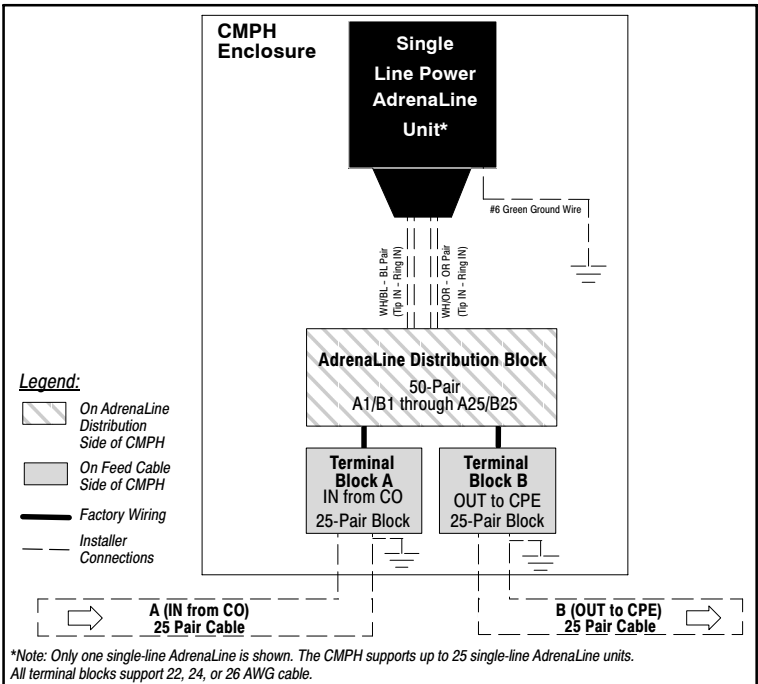 CMPH
Enclosure
Single
Line Power
AdrenaLine
Unit*
#6 Green Ground Wire
WH/BL – BL Pair
(Tip IN – Ring IN)
WH/OR – OR Pair
(Tip IN – Ring IN)
AdrenaLine Distribution Block
50-Pair
A1/B1 through A25/B25
Legend:
On AdrenaLine
Distribution
Side of CMPH
On Feed Cable
Side of CMPH
Factory Wiring
Installer
Connections
Terminal
Block A
IN from CO
25-Pair Block
Terminal
Block B
OUT to CPE
25-Pair Block
A (IN from CO)
25 Pair Cable
B (OUT to CPE)
25 Pair Cable
*Note: Only one single-line AdrenaLine is shown. The CMPH supports up to 25 single-line AdrenaLine units.
All terminal blocks support 22, 24, or 26 AWG cable.